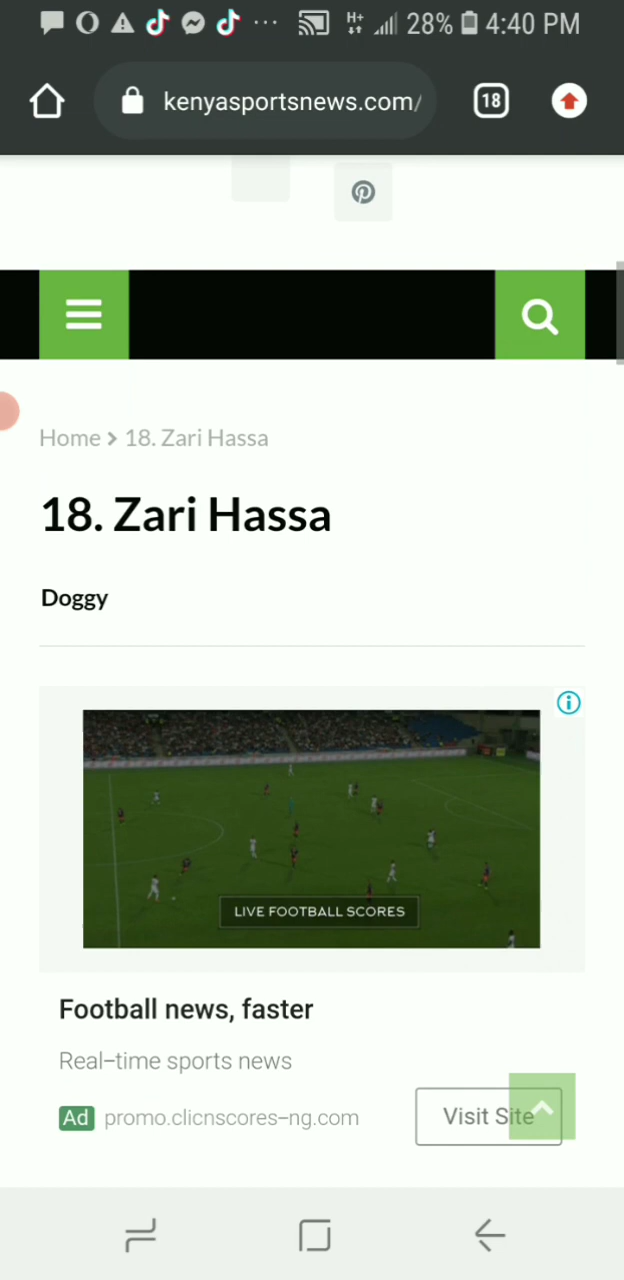 H+ 28% 4:40 PM
kenyasportsnews.com/
18
Home > 18. Zari Hassa
18. Zari Hassa
Doggy
LIVE FOOTBALL SCORES
Football news, faster
Real-time sports news
Ad promo.clicnscores-ng.com
Visit Site